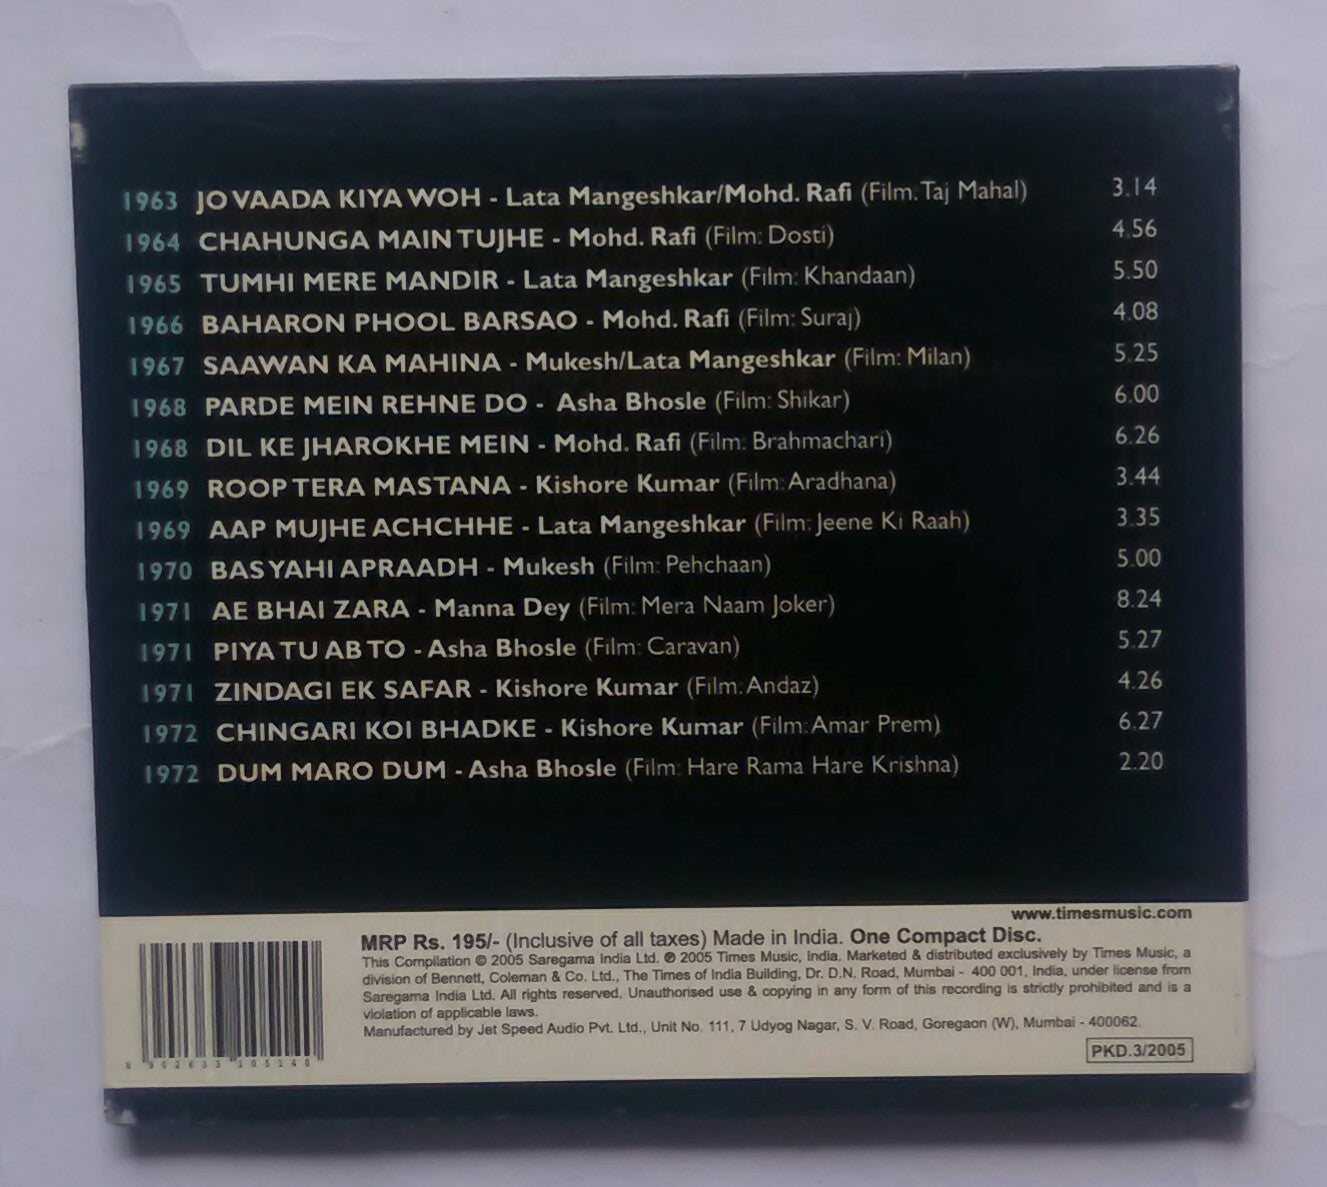 1963 JO VAADA KIYA WOH - Lata Mangeshkar/Mohd. Rafi (Film: Taj Mahal) 3.14
1964 CHAHUNGA MAIN TUJHE - Mohd. Rafi (Film: Dosti) 4.56
1965 TUMHI MERE MANDIR - Lata Mangeshkar (Film: Khandaan) 5.50
1966 BAHARON PHOOL BARSAO - Mohd. Rafi (Film: Suraj) 4.08
1967 SAAWAN KA MAHINA - Mukesh/Lata Mangeshkar (Film: Milan) 5.25
1968 PARDE MEIN REHNE DO - Asha Bhosle (Film: Shikar) 6.00
1968 DIL KE JHAROKHE MEIN - Mohd. Rafi (Film: Brahmachari) 6.26
1969 ROOP TERA MASTANA - Kishore Kumar (Film: Aradhana) 3.44
1969 AAP MUJHE ACHCHHE - Lata Mangeshkar (Film: Jeene Ki Raah) 3.35
1970 BAS YAHI APRAADH - Mukesh (Film: Pehchaan) 5.00
1971 AE BHAI ZARA - Manna Dey (Film: Mera Naam Joker) 8.24
1971 PIYA TU AB TO - Asha Bhosle (Film: Caravan) 5.27
1971 ZINDAGI EK SAFAR - Kishore Kumar (Film: Andaz) 4.26
1972 CHINGARI KOI BHADKE - Kishore Kumar (Film: Amar Prem) 6.27
1972 DUM MARO DUM - Asha Bhosle (Film: Hare Rama Hare Krishna) 2.20
www.timesmusic.com
MRP Rs. 195/- (Inclusive of all taxes) Made in India. One Compact Disc.
This Compilation © 2005 Saregama India Ltd. ℗ 2005 Times Music, India. Marketed & distributed exclusively by Times Music, a
division of Bennett, Coleman & Co. Ltd., The Times of India Building, Dr. D.N. Road, Mumbai - 400 001, India, under license from
Saregama India Ltd. All rights reserved. Unauthorised use & copying in any form of this recording is strictly prohibited and is a
violation of applicable laws.
Manufactured by Jet Speed Audio Pvt. Ltd., Unit No. 111, 7 Udyog Nagar, S. V. Road, Goregaon (W), Mumbai - 400062.
PKD.3/2005